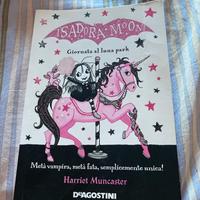 ISADORA MOON
Giornata al luna park
Metà vampira, metà fata, semplicemente unica!
Harriet Muncaster
DEAGOSTINI